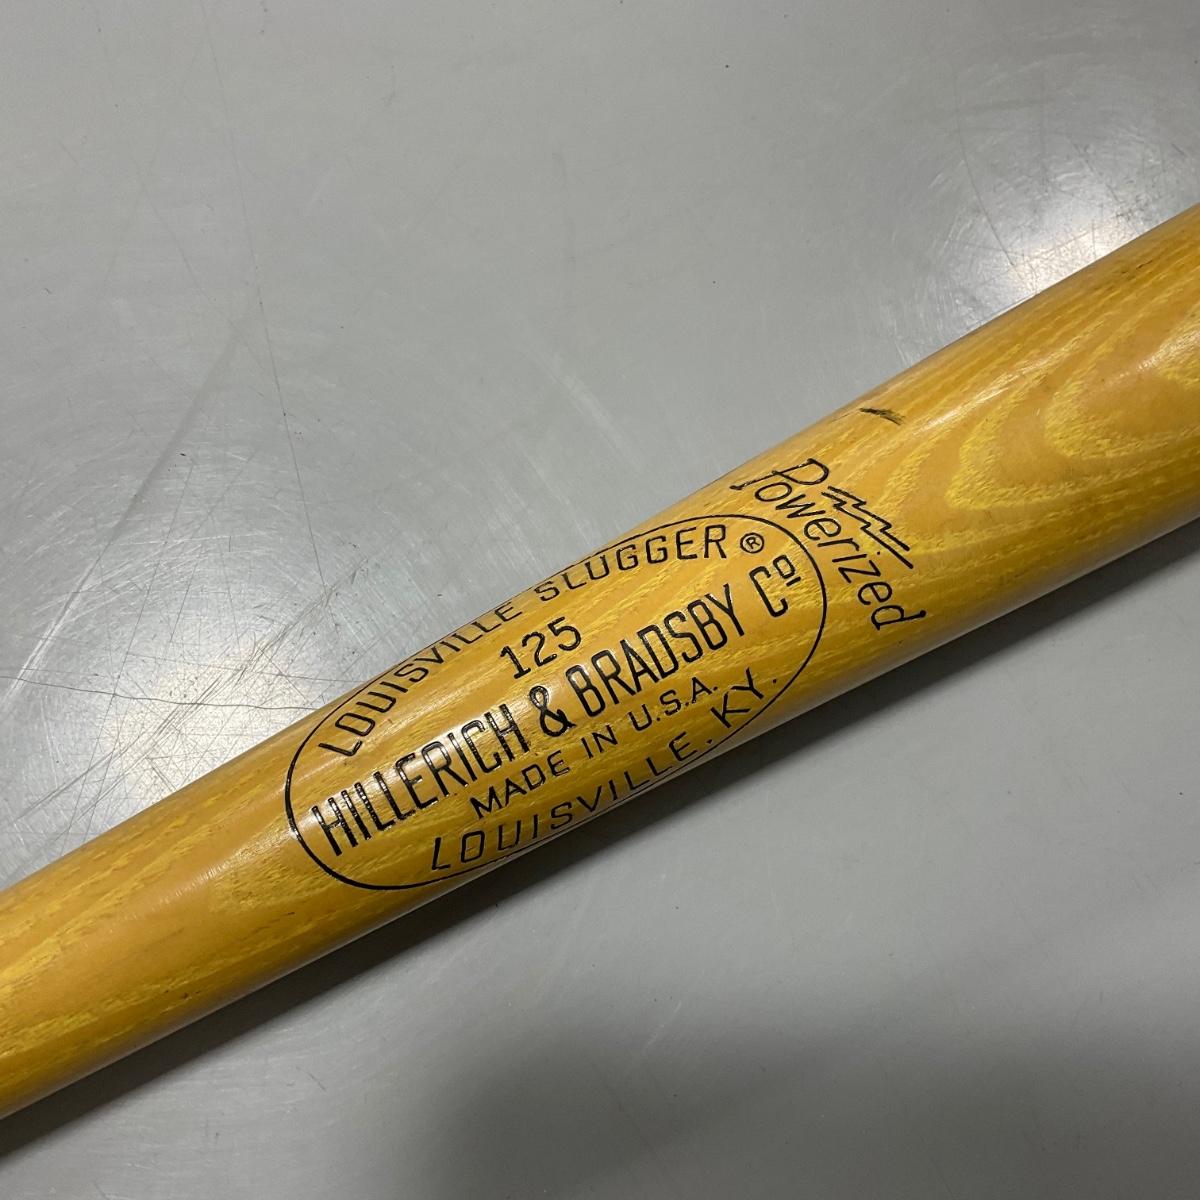 LOUISVILLE SLUGGER ®
125
HILLERICH & BRADSBY Cº
MADE IN U.S.A.
LOUISVILLE, KY.
Powerized